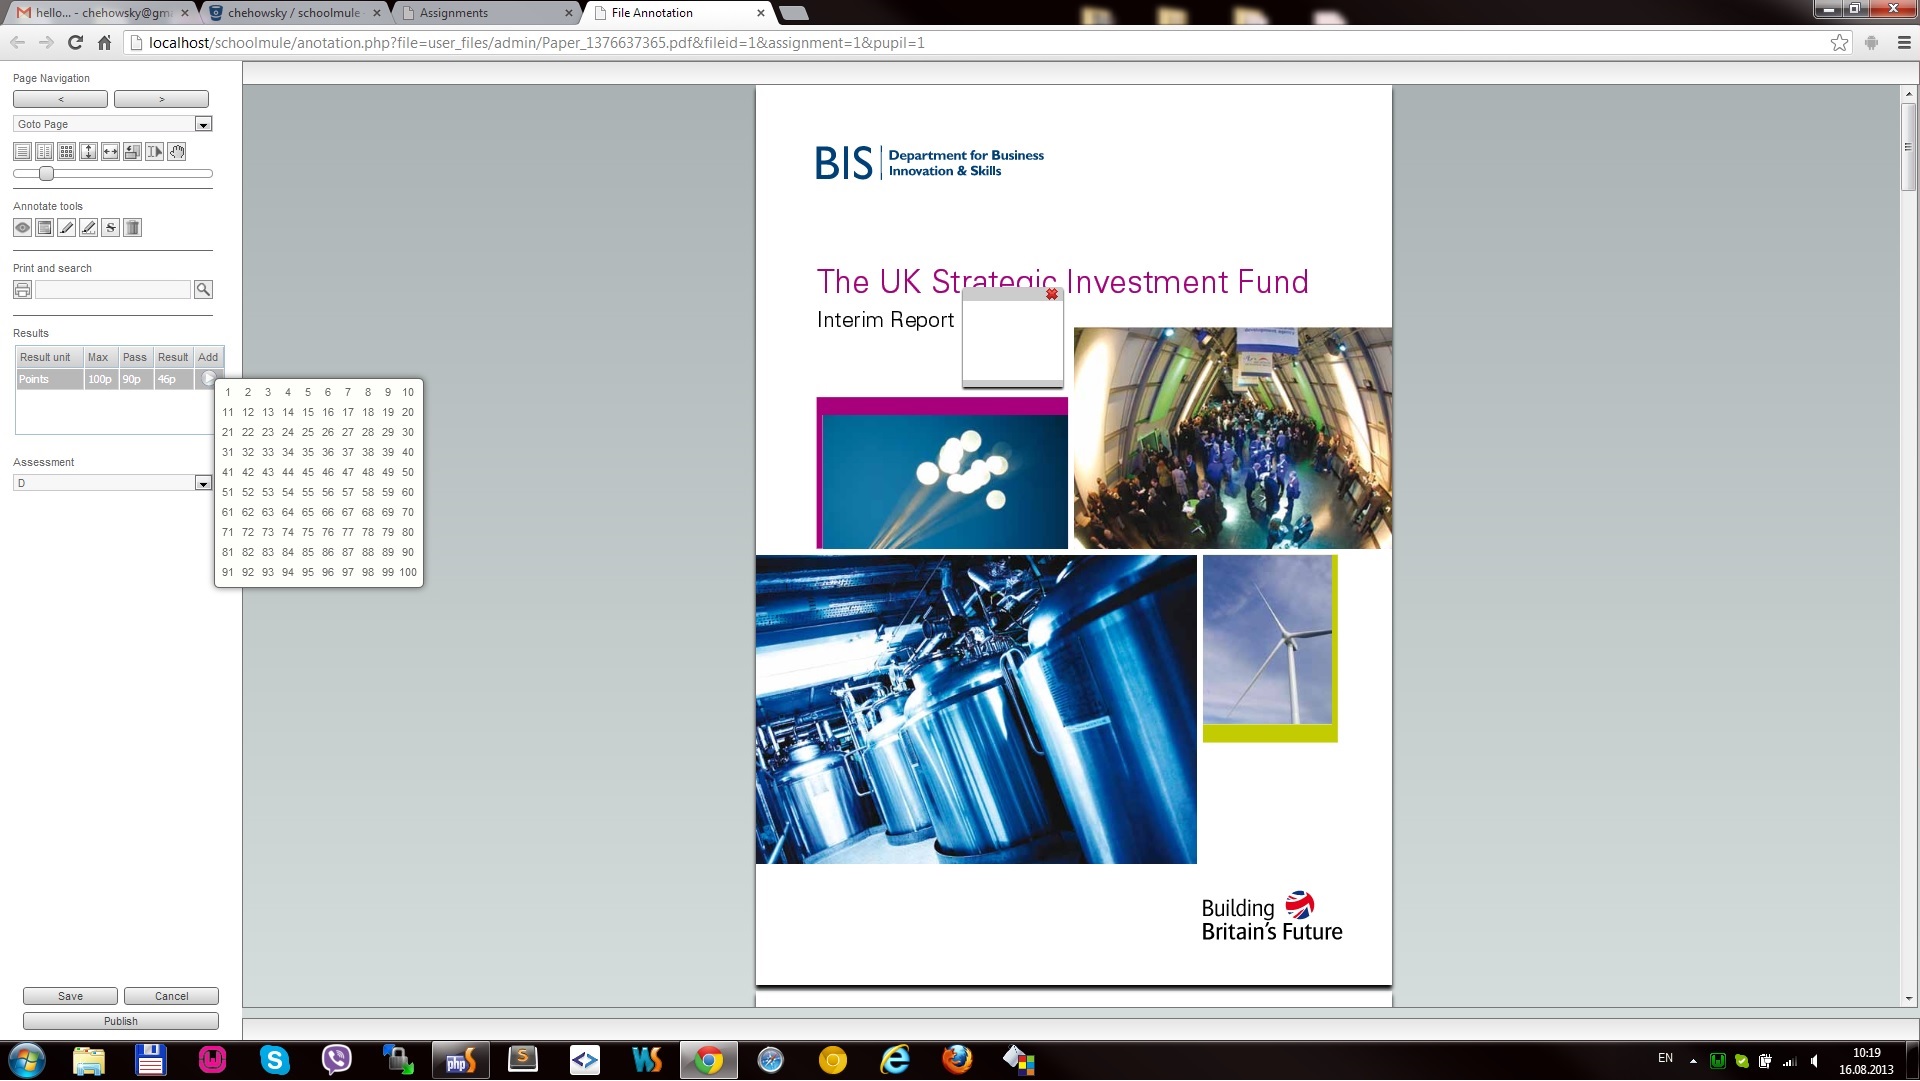 hello... - chehowsky@gm
chehowsky / schoolmule
Assignments
File Annotation
localhost/schoolmule/anotation.php?file=user_files/admin/Paper_1376637365.pdf&fileid=1&assignment=1&pupil=1
Page Navigation
< >
Goto Page
Annotate tools
Print and search
Results
Result unit Max Pass Result Add
Points 100p 90p 46p
1 2 3 4 5 6 7 8 9 10
11 12 13 14 15 16 17 18 19 20
21 22 23 24 25 26 27 28 29 30
31 32 33 34 35 36 37 38 39 40
41 42 43 44 45 46 47 48 49 50
51 52 53 54 55 56 57 58 59 60
61 62 63 64 65 66 67 68 69 70
71 72 73 74 75 76 77 78 79 80
81 82 83 84 85 86 87 88 89 90
91 92 93 94 95 96 97 98 99 100
Assessment
D
Save Cancel
Publish
BIS Department for Business
Innovation & Skills
The UK Strategic Investment Fund
Interim Report
Building
Britain's Future
EN
10:19
16.08.2013